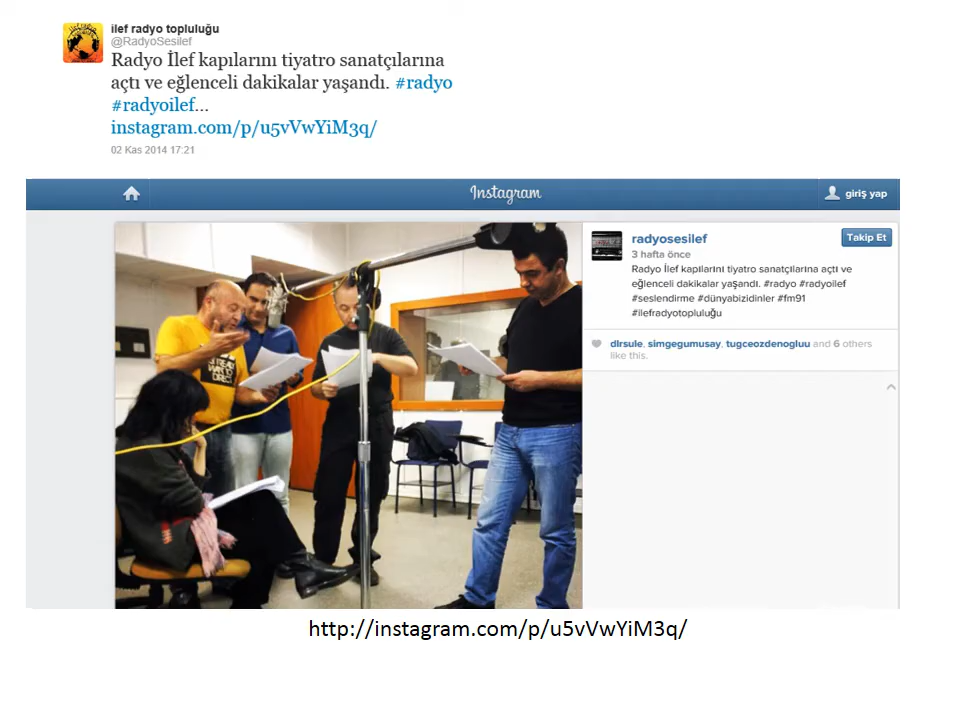 ilef radyo topluluğu
@RadyoSesilef
Radyo İlef kapılarını tiyatro sanatçılarına
açtı ve eğlenceli dakikalar yaşandı. #radyo
#radyoilef...
instagram.com/p/u5vVwYiM3q/
02 Kas 2014 17:21
Instagram
giriş yap
radyosesilef
Takip Et
3 hafta önce
Radyo İlef kapılarını tiyatro sanatçılarına açtı ve
eğlenceli dakikalar yaşandı. #radyo #radyoilef
#seslendirme #dünyabizidinler #fm91
#ilefradyotopluluğu
dlrsule, simgegumusay, tugceozdenogluu and 6 others
like this.
http://instagram.com/p/u5vVwYiM3q/